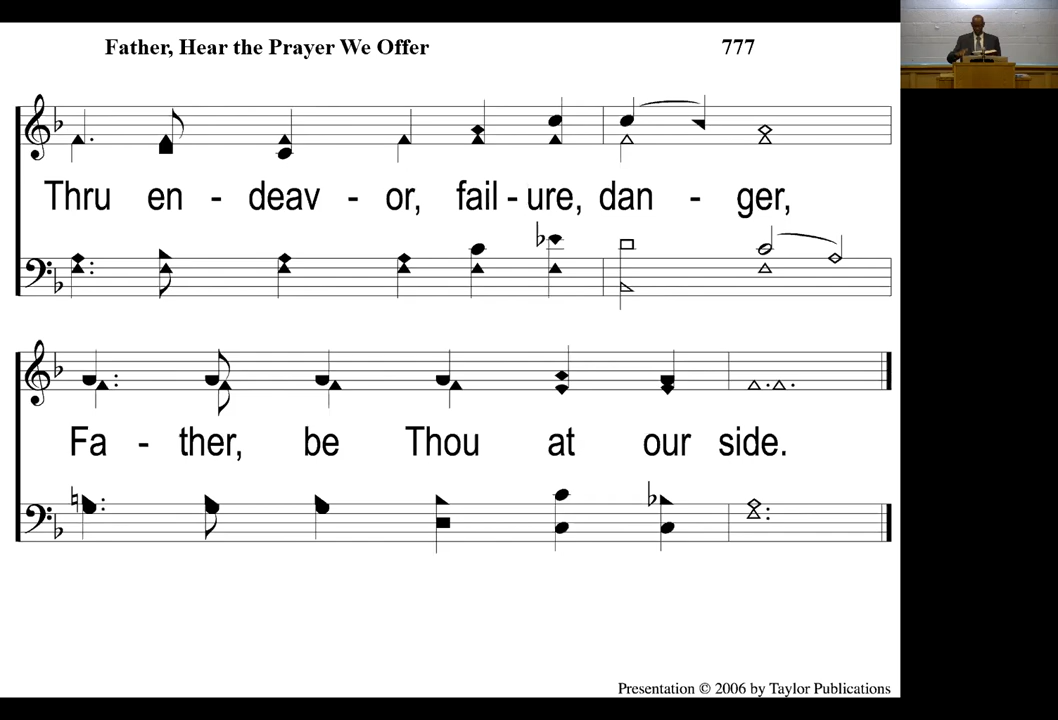 Father, Hear the Prayer We Offer 777
Thru en - deav - or, fail - ure, dan - ger,
Fa - ther, be Thou at our side.
Presentation © 2006 by Taylor Publications